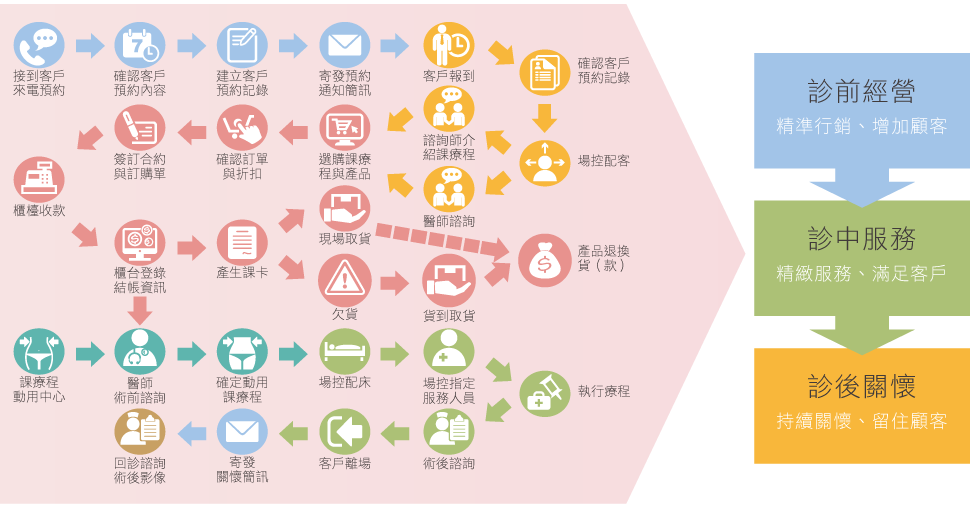 接到客戶
來電預約
確認客戶
預約內容
建立客戶
預約記錄
寄發預約
通知簡訊
客戶報到
確認客戶
預約記錄
簽訂合約
與訂購單
確認訂單
與折扣
選購課療
程與產品
諮詢師介
紹課療程
場控配客
櫃檯收款
醫師諮詢
現場取貨
櫃台登錄
結帳資訊
產生課卡
產品退換
貨（款）
欠貨
貨到取貨
課療程
動用中心
醫師
術前諮詢
確定動用
課療程
場控配床
場控指定
服務人員
執行療程
回診諮詢
術後影像
寄發
關懷簡訊
客戶離場
術後諮詢
診前經營
精準行銷、增加顧客
診中服務
精緻服務、滿足客戶
診後關懷
持續關懷、留住顧客